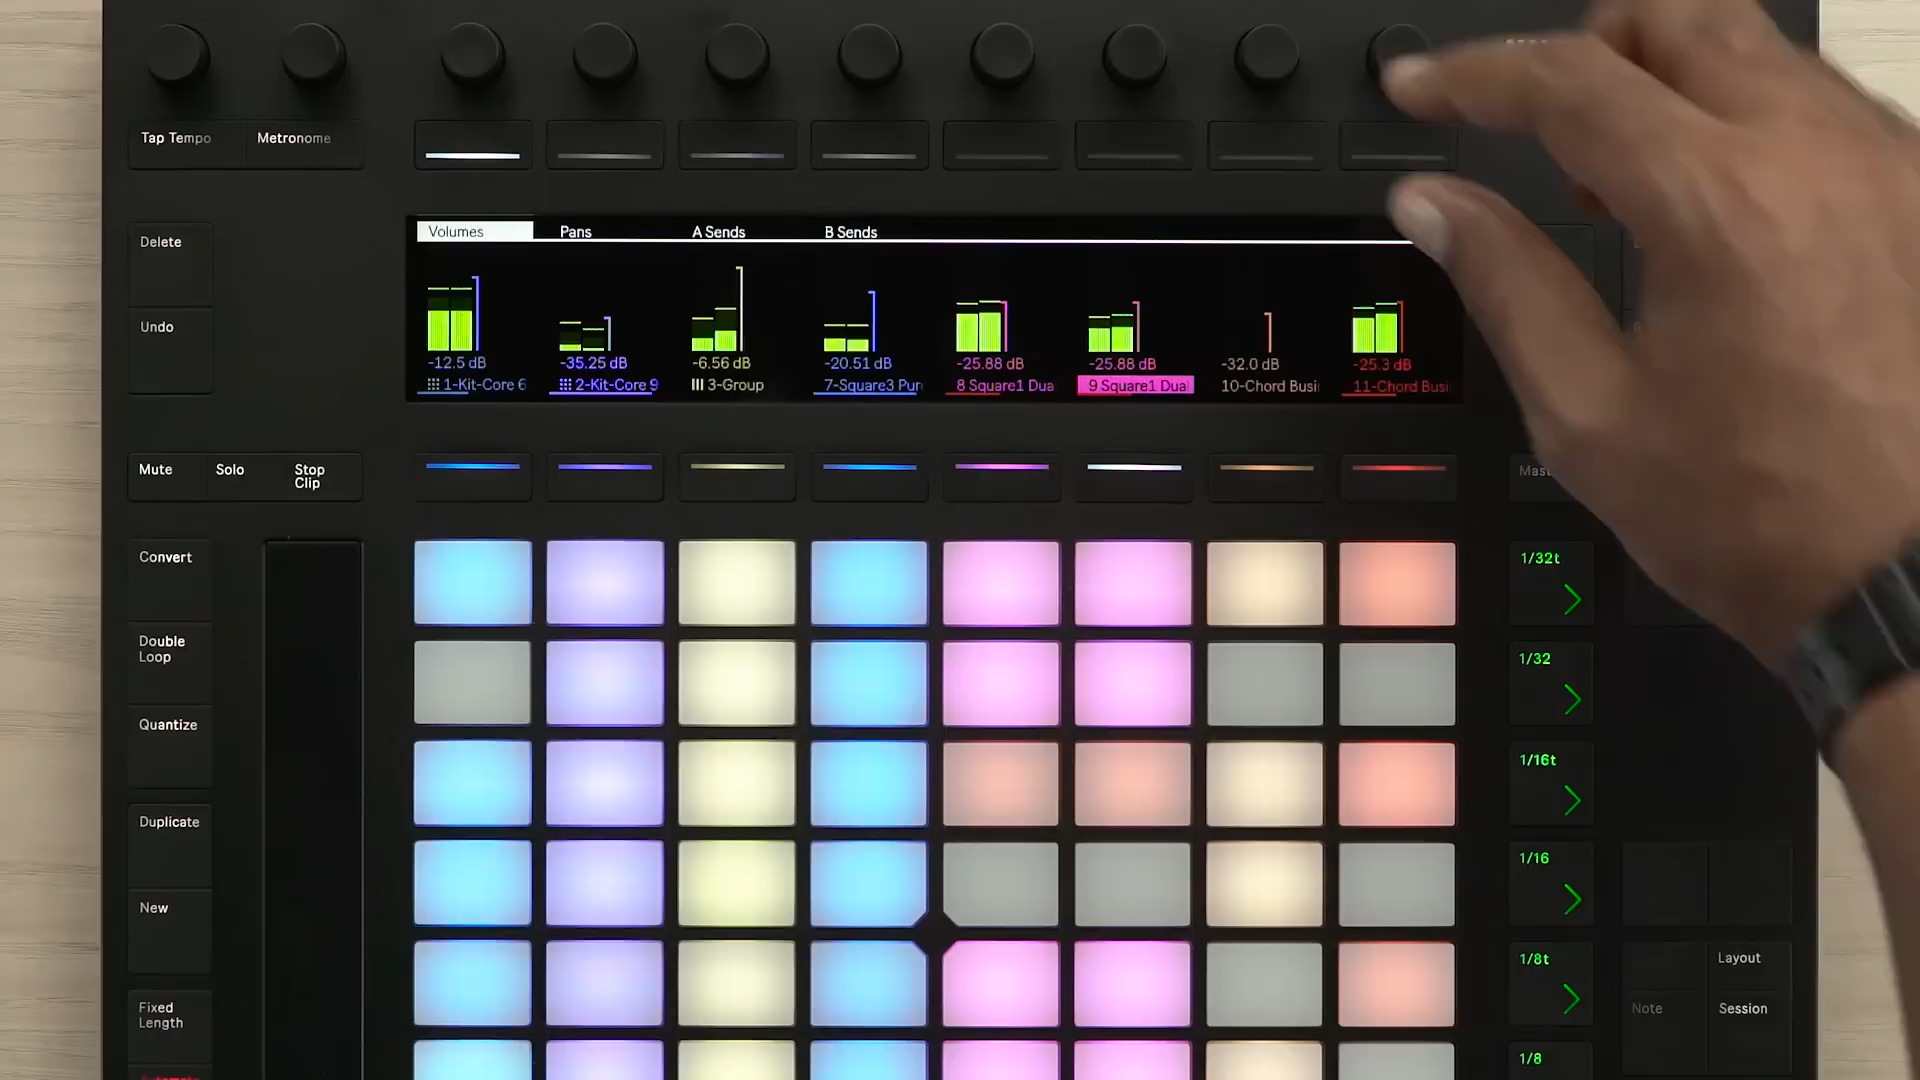 Tap Tempo Metronome
Delete
Undo
Volumes Pans A Sends B Sends
-12.5 dB -35.25 dB -6.56 dB -20.51 dB -25.88 dB -25.88 dB -32.0 dB -25.3 dB
1-Kit-Core 6 2-Kit-Core 9 3-Group 7-Square3 Pur 8 Square1 Dua 9 Square1 Dual 10-Chord Busi 11-Chord Busi
Mute Solo Stop
Clip
Mast
Convert
Double
Loop
Quantize
Duplicate
New
Fixed
Length
Automate
1/32t
1/32
1/16t
1/16
1/8t
1/8
Layout
Note Session